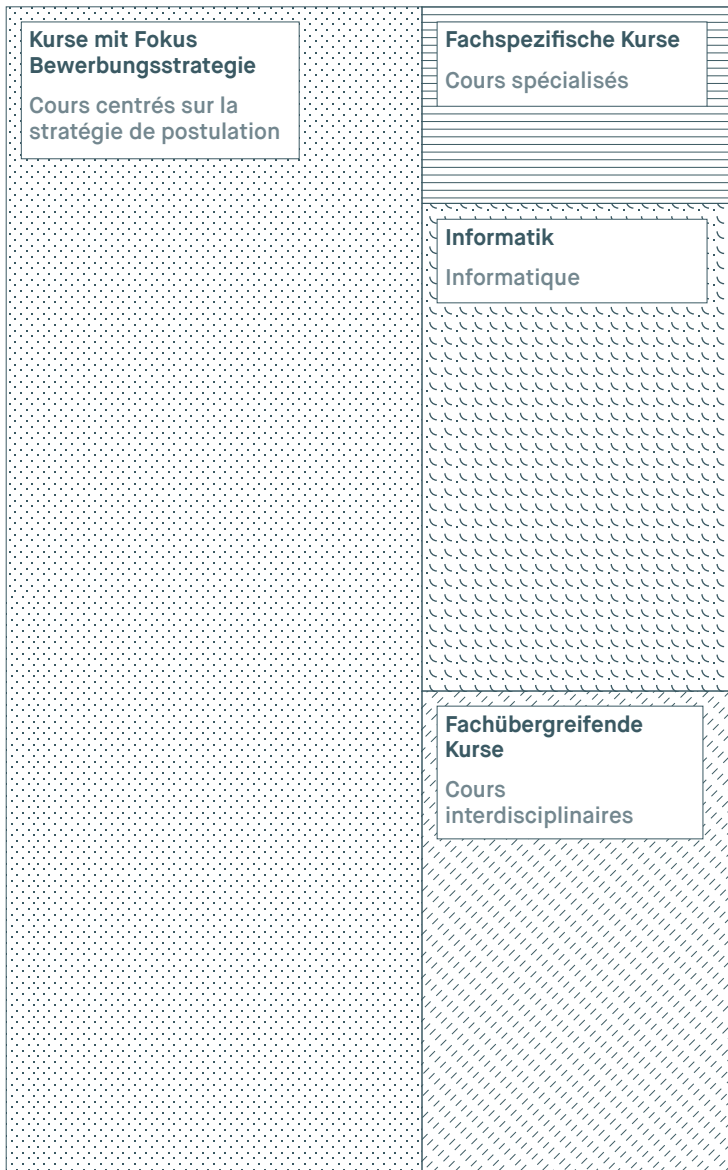 Kurse mit Fokus
Bewerbungsstrategie
Cours centrés sur la
stratégie de postulation
Fachspezifische Kurse
Cours spécialisés
Informatik
Informatique
Fachübergreifende
Kurse
Cours
interdisciplinaires